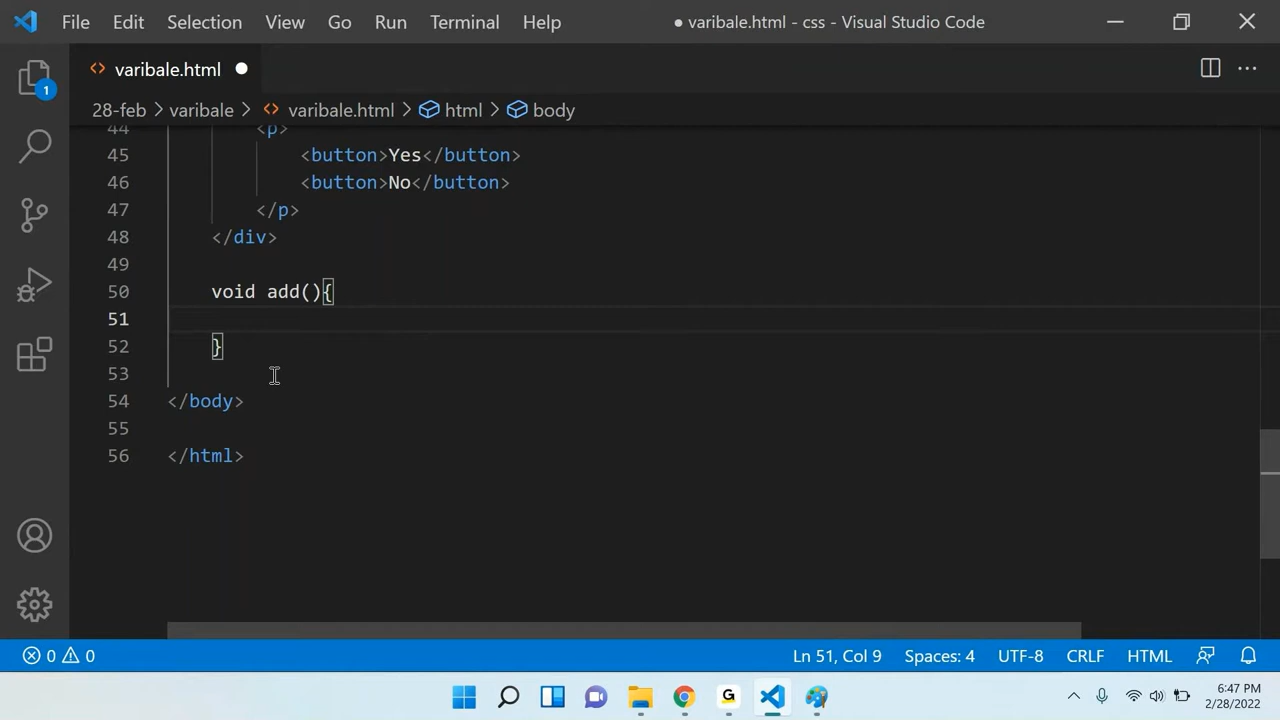 File Edit Selection View Go Run Terminal Help ● varibale.html - css - Visual Studio Code
varibale.html
1
28-feb > varibale > varibale.html > html > body
44 <p>
45 <button>Yes</button>
46 <button>No</button>
47 </p>
48 </div>
49
50 void add(){
51
52 }
53
54 </body>
55
56 </html>
0 0 Ln 51, Col 9 Spaces: 4 UTF-8 CRLF HTML
G
6:47 PM
2/28/2022